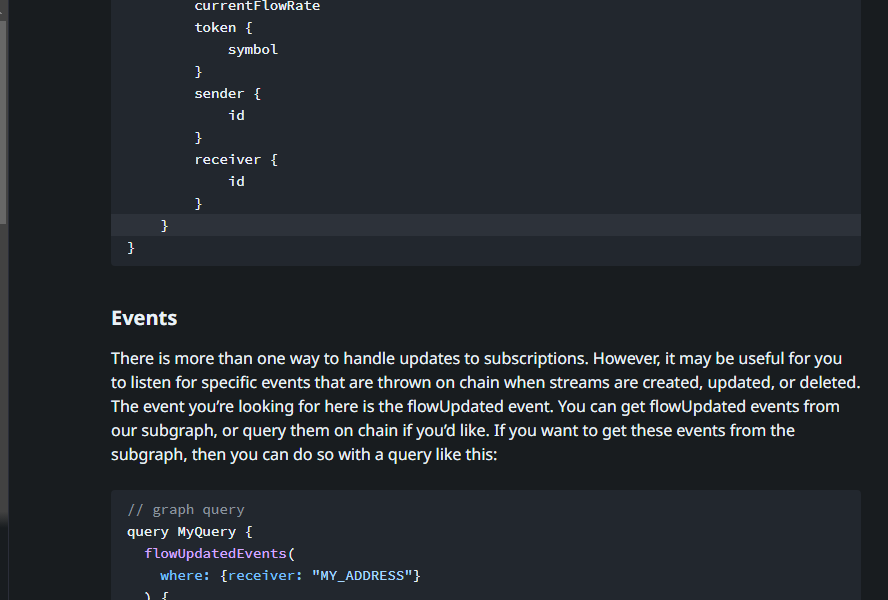 currentFlowRate
token {
symbol
}
sender {
id
}
receiver {
id
}
}
}
Events
There is more than one way to handle updates to subscriptions. However, it may be useful for you
to listen for specific events that are thrown on chain when streams are created, updated, or deleted.
The event you’re looking for here is the flowUpdated event. You can get flowUpdated events from
our subgraph, or query them on chain if you’d like. If you want to get these events from the
subgraph, then you can do so with a query like this:
// graph query
query MyQuery {
flowUpdatedEvents(
where: {receiver: "MY_ADDRESS"}
) {